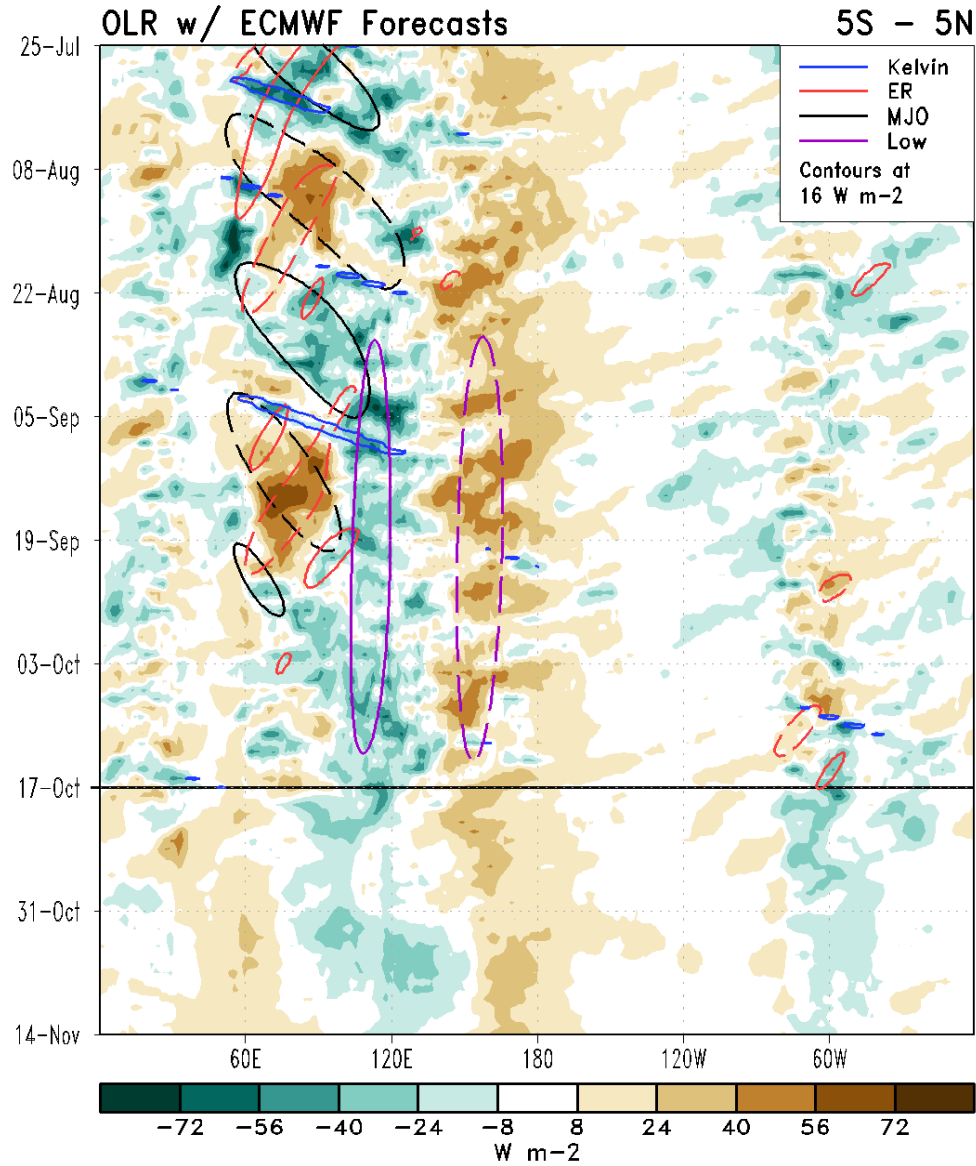 OLR w/ ECMWF Forecasts 5S - 5N
25-Jul
Kelvin
ER
MJO
Low
Contours at
16 W m-2
08-Aug
22-Aug
05-Sep
19-Sep
03-Oct
17-Oct
31-Oct
14-Nov
60E 120E 180 120W 60W
-72 -56 -40 -24 -8 8 24 40 56 72
W m-2